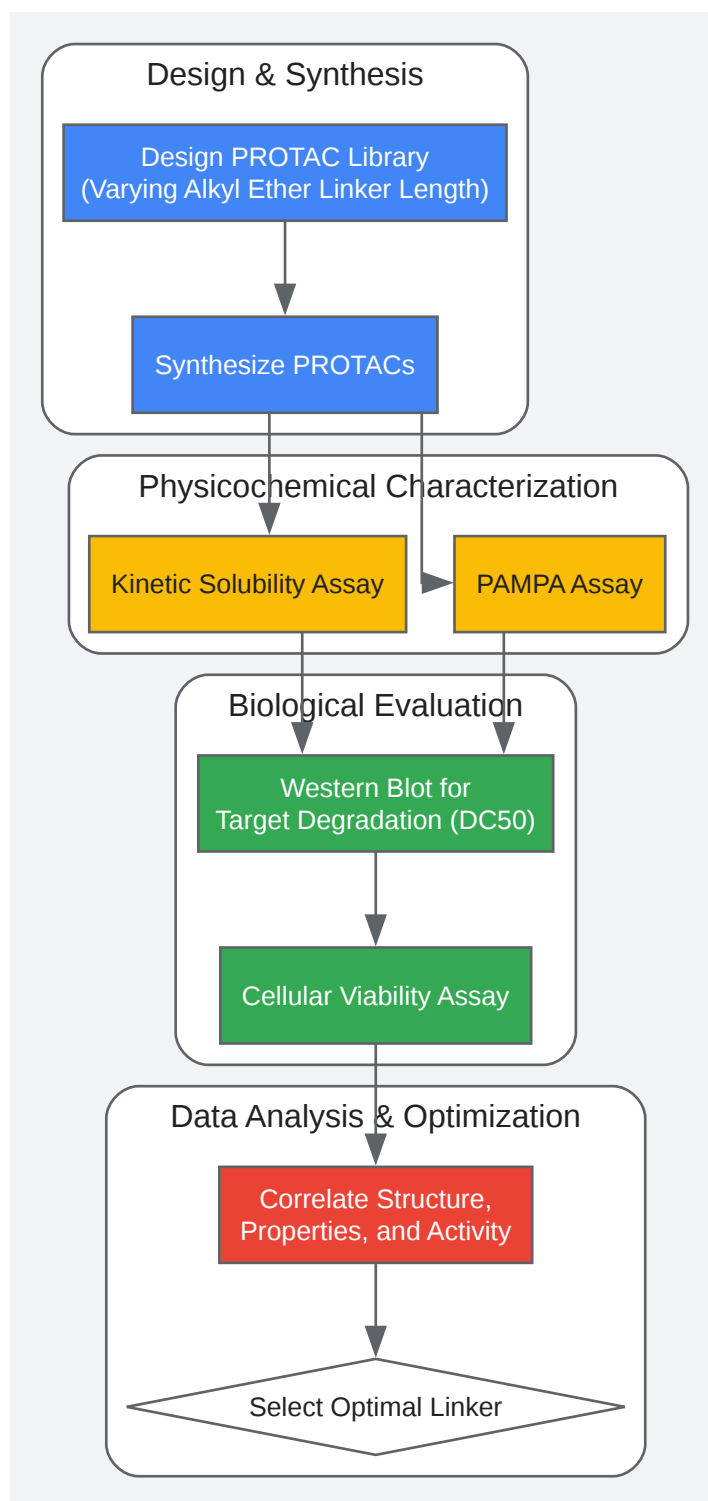 Design & Synthesis
Design PROTAC Library
(Varying Alkyl Ether Linker Length)
Synthesize PROTACs
Physicochemical Characterization
Kinetic Solubility Assay
PAMPA Assay
Biological Evaluation
Western Blot for
Target Degradation (DC50)
Cellular Viability Assay
Data Analysis & Optimization
Correlate Structure,
Properties, and Activity
Select Optimal Linker